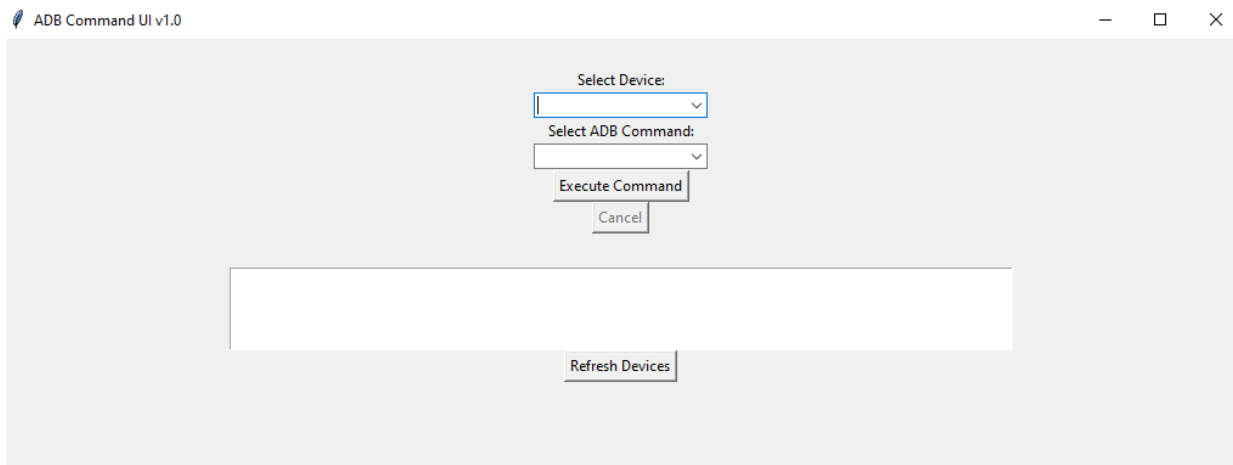 ADB Command UI v1.0
Select Device:
Select ADB Command:
Execute Command
Cancel
Refresh Devices